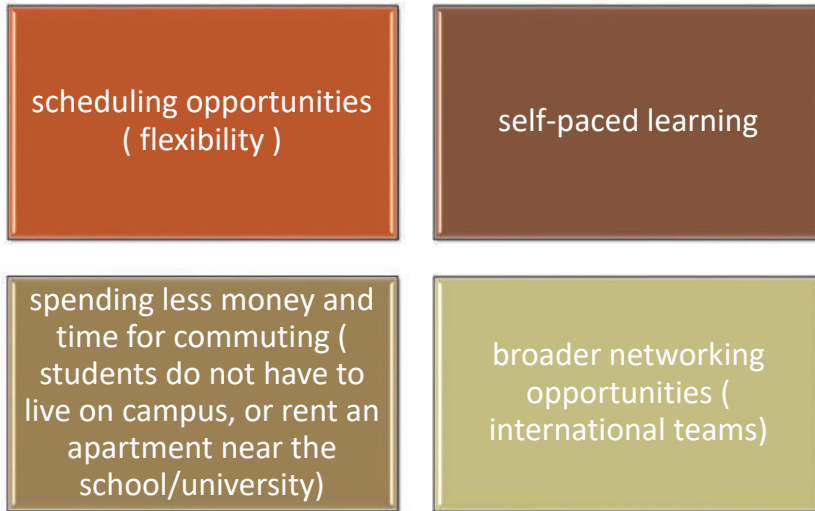 scheduling opportunities
( flexibility )
self-paced learning
spending less money and
time for commuting (
students do not have to
live on campus, or rent an
apartment near the
school/university)
broader networking
opportunities (
international teams)